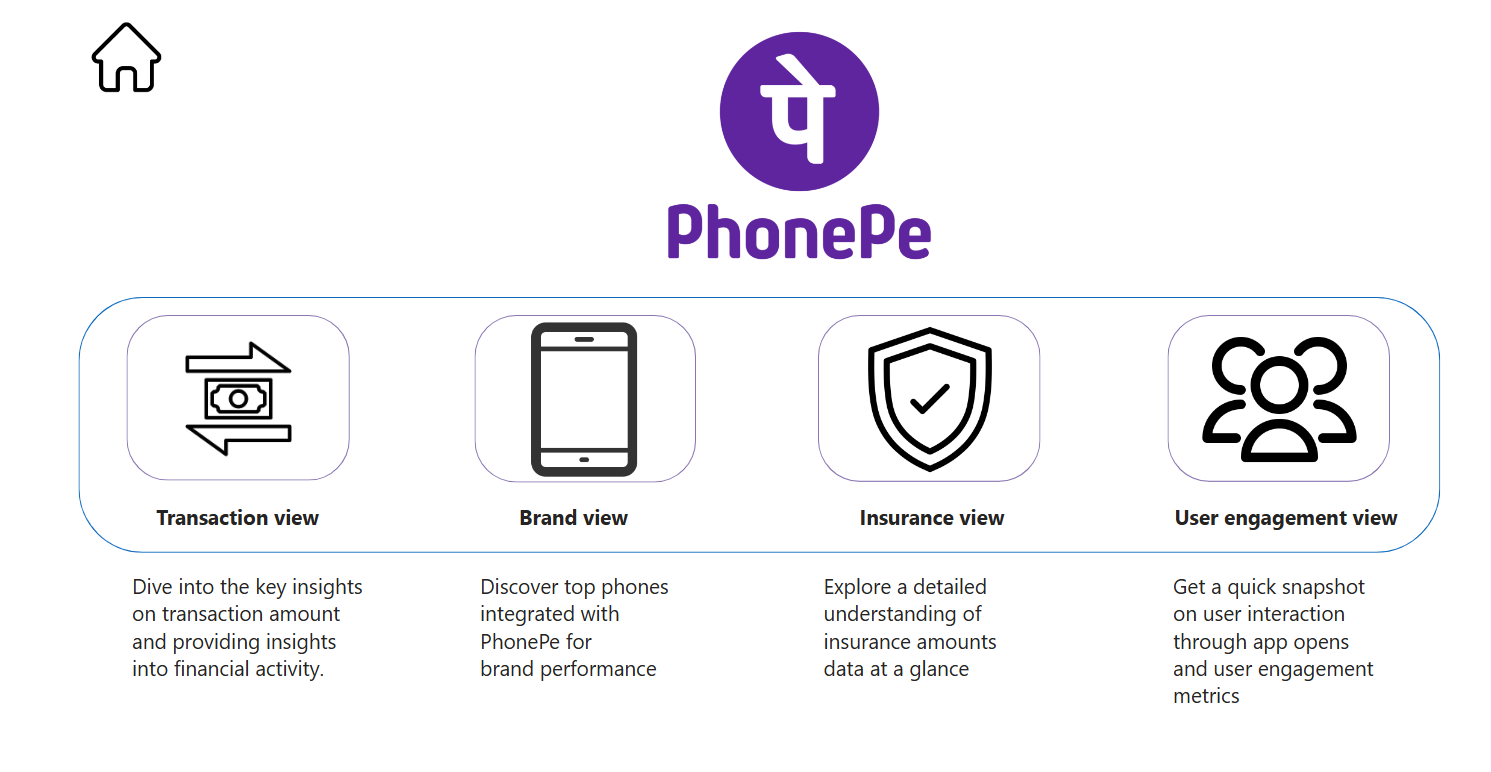 पे
PhonePe
Transaction view
Brand view
Insurance view
User engagement view
Dive into the key insights
on transaction amount
and providing insights
into financial activity.
Discover top phones
integrated with
PhonePe for
brand performance
Explore a detailed
understanding of
insurance amounts
data at a glance
Get a quick snapshot
on user interaction
through app opens
and user engagement
metrics